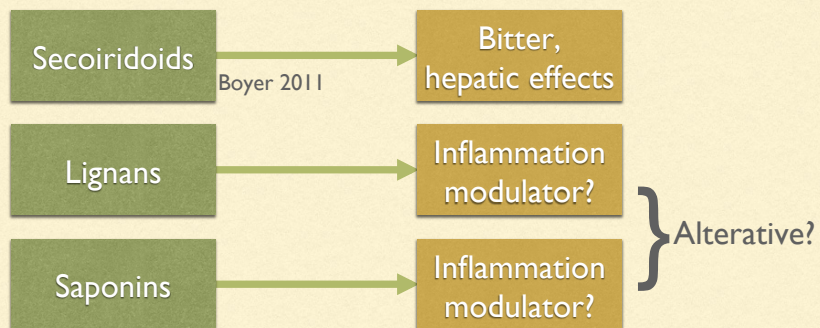 Secoiridoids
Boyer 2011
Bitter,
hepatic effects
Lignans
Inflammation
modulator?
Saponins
Inflammation
modulator?
Alterative?